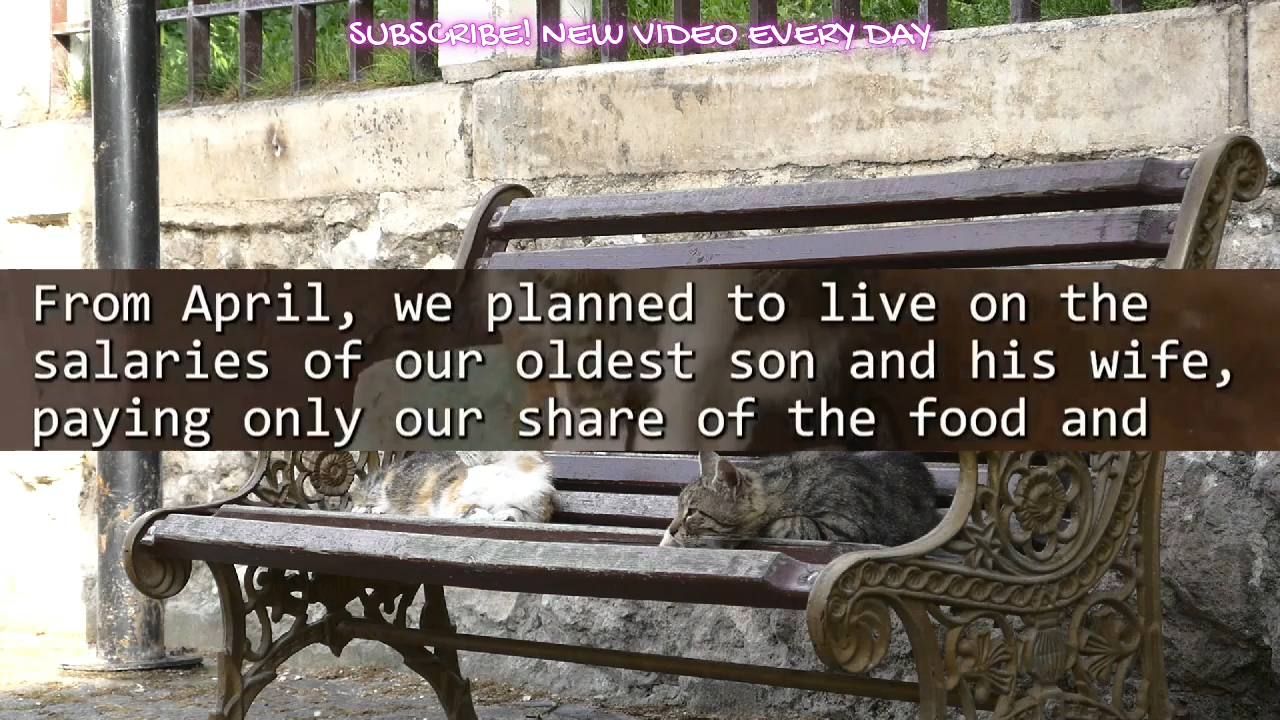 SUBSCRIBE! NEW VIDEO EVERY DAY
From April, we planned to live on the
salaries of our oldest son and his wife,
paying only our share of the food and